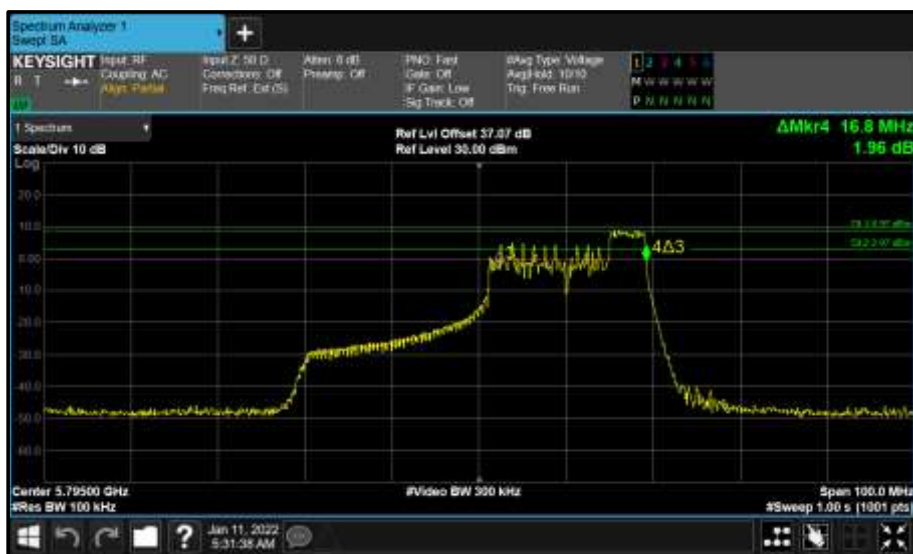 Spectrum Analyzer 1
Swept SA
KEYSIGHT
R T
Input: RF
Coupling: AC
Align: Partial
Input Z: 50 Ω
Corrections: Off
Freq Ref: Ext (S)
Atten: 0 dB
Preamp: Off
PNO: Fast
Gate: Off
IF Gain: Low
Sig Track: Off
#Avg Type: Voltage
Avg|Hold: 10/10
Trig: Free Run
1 2 3 4 5 6
M W W W W W
P N N N N N
1 Spectrum
Scale/Div 10 dB
Log
Ref Lvl Offset 37.07 dB
Ref Level 30.00 dBm
ΔMkr4 16.8 MHz
1.96 dB
20.0
10.0
0.00
-10.0
-20.0
-30.0
-40.0
-50.0
-60.0
4Δ3
Center 5.79500 GHz
#Res BW 100 kHz
#Video BW 300 kHz
Span 100.0 MHz
#Sweep 1.00 s (1001 pts)
?
Jan 11, 2022
5:31:38 AM